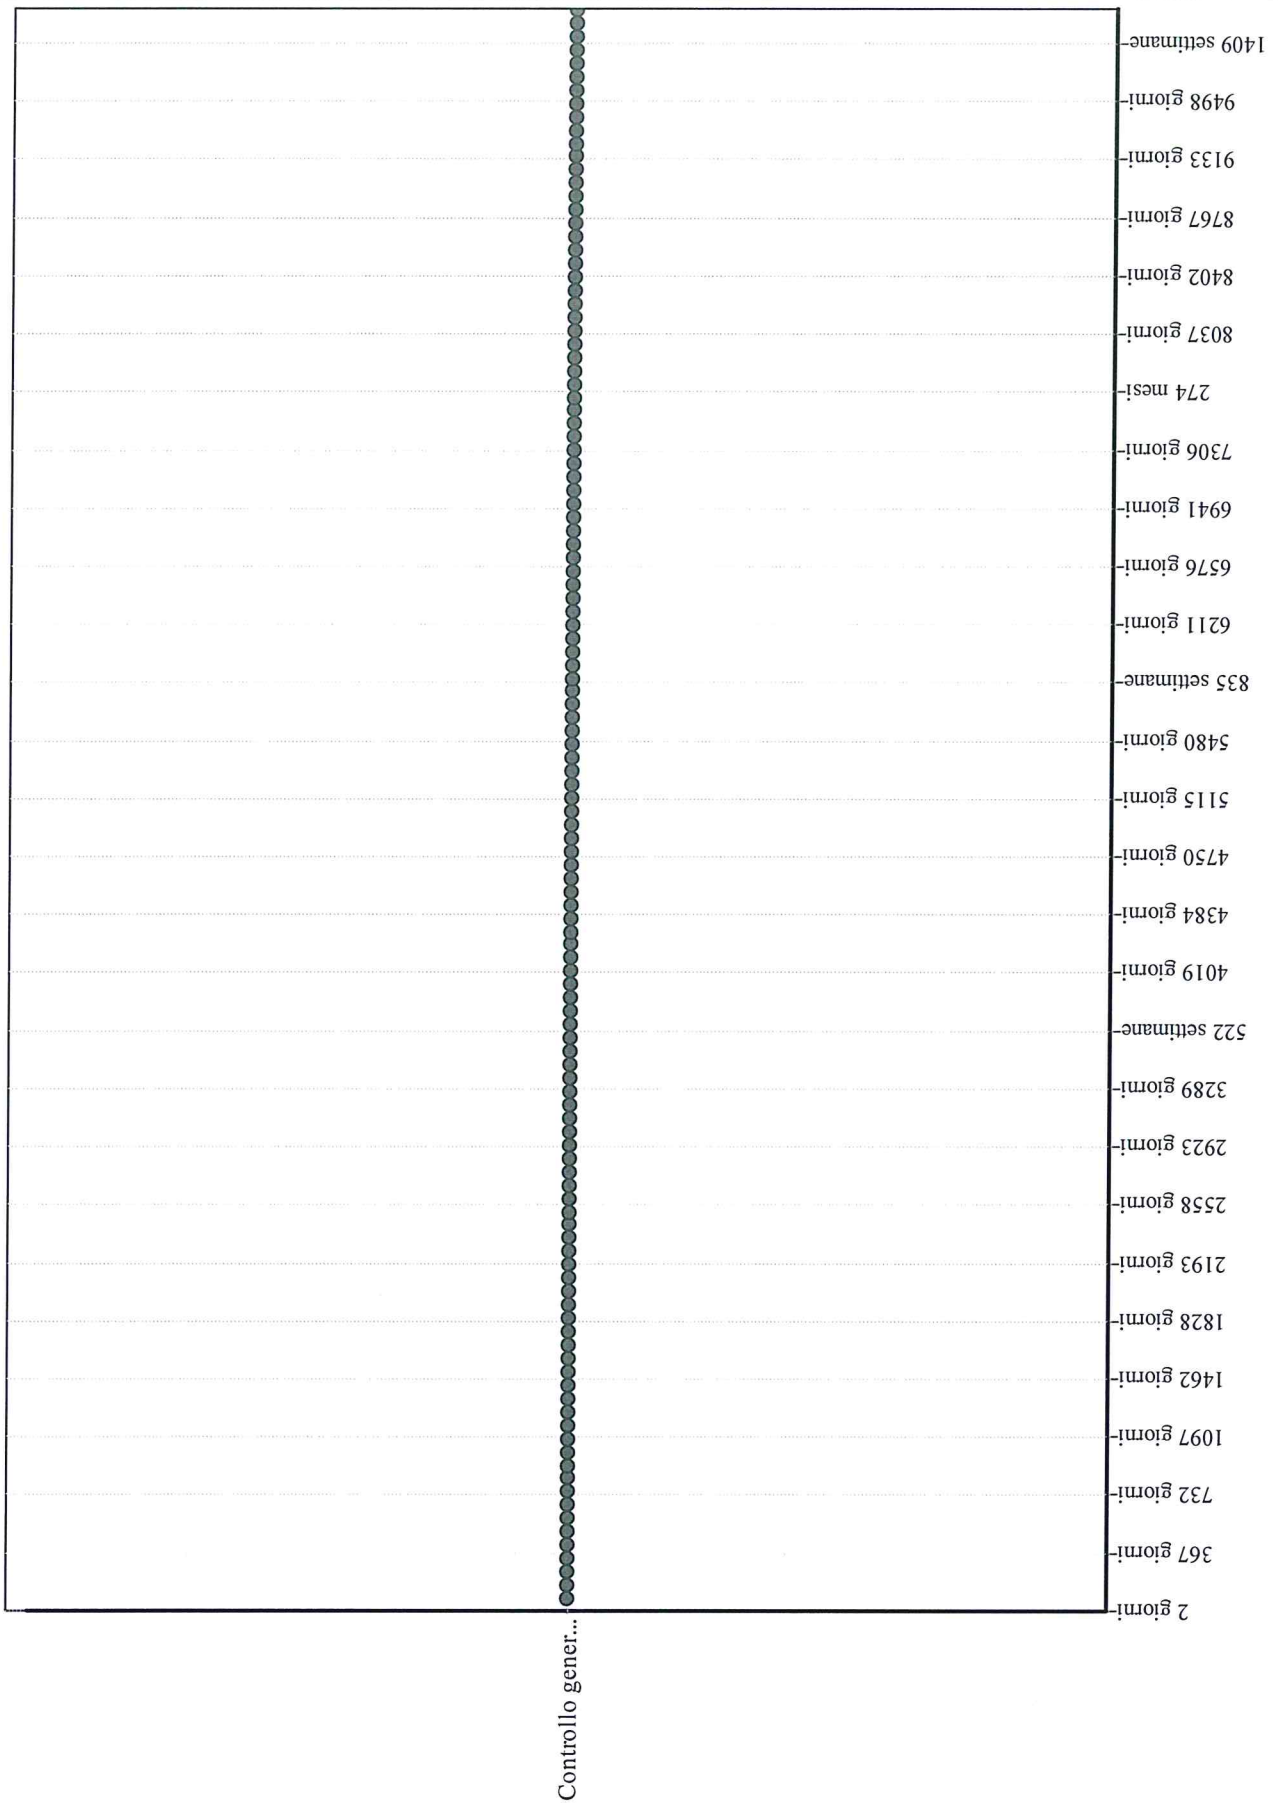 Controllo gener...
2 giorni
367 giorni
732 giorni
1097 giorni
1462 giorni
1828 giorni
2193 giorni
2558 giorni
2923 giorni
3289 giorni
522 settimane
4019 giorni
4384 giorni
4750 giorni
5115 giorni
5480 giorni
835 settimane
6211 giorni
6576 giorni
6941 giorni
7306 giorni
274 mesi
8037 giorni
8402 giorni
8767 giorni
9133 giorni
9498 giorni
1409 settimane